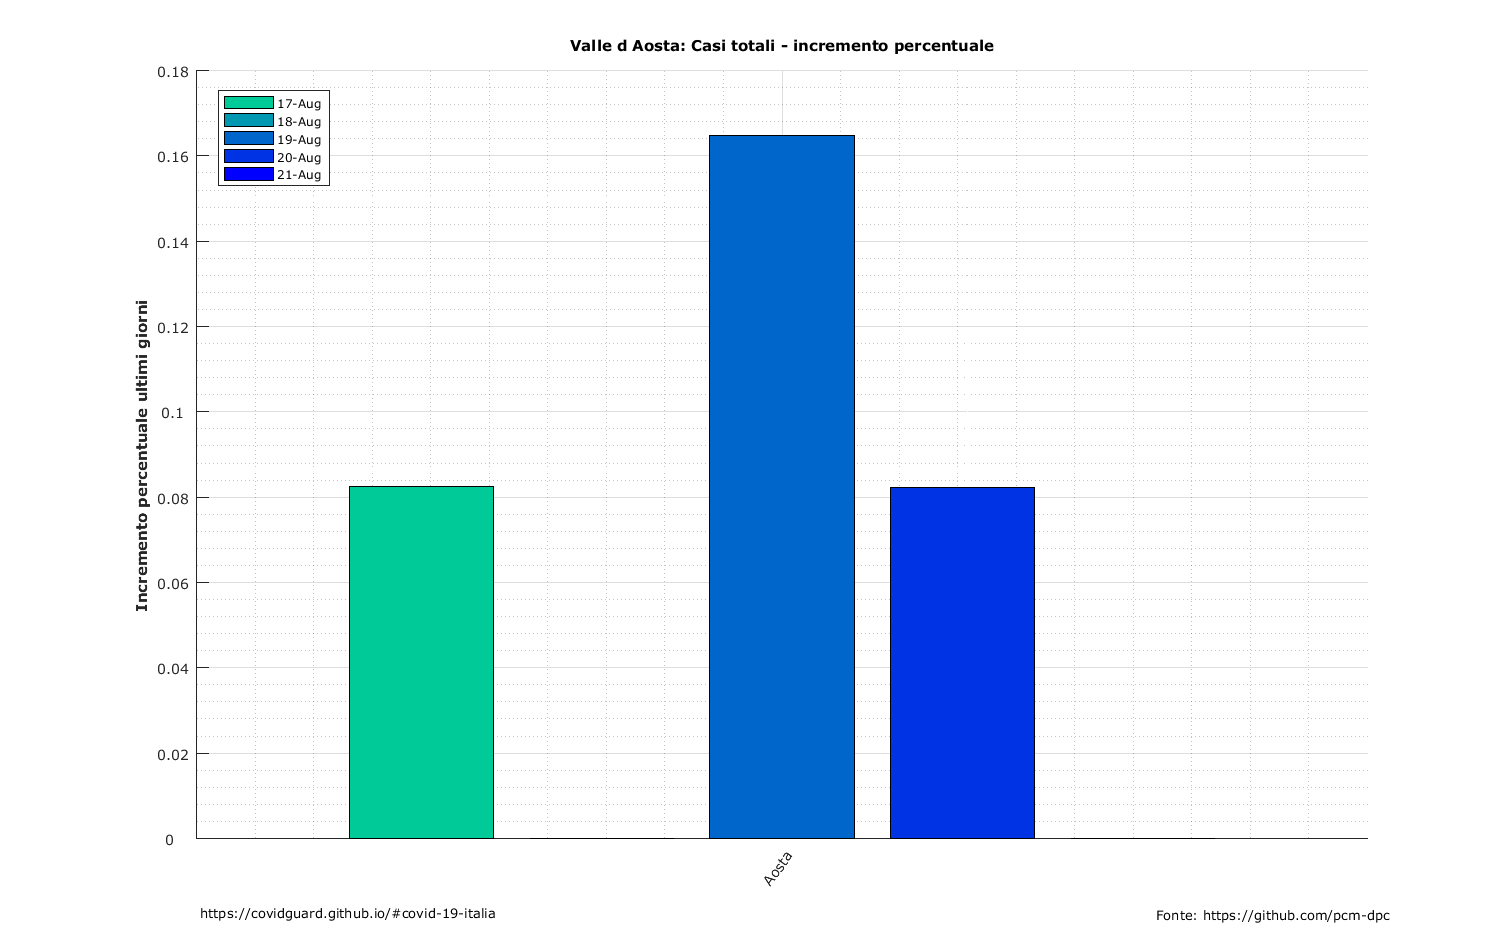 Valle d Aosta: Casi totali - incremento percentuale
0.18
0.16
0.14
0.12
0.1
0.08
0.06
0.04
0.02
0
Incremento percentuale ultimi giorni
17-Aug
18-Aug
19-Aug
20-Aug
21-Aug
Aosta
https://covidguard.github.io/#covid-19-italia
Fonte: https://github.com/pcm-dpc